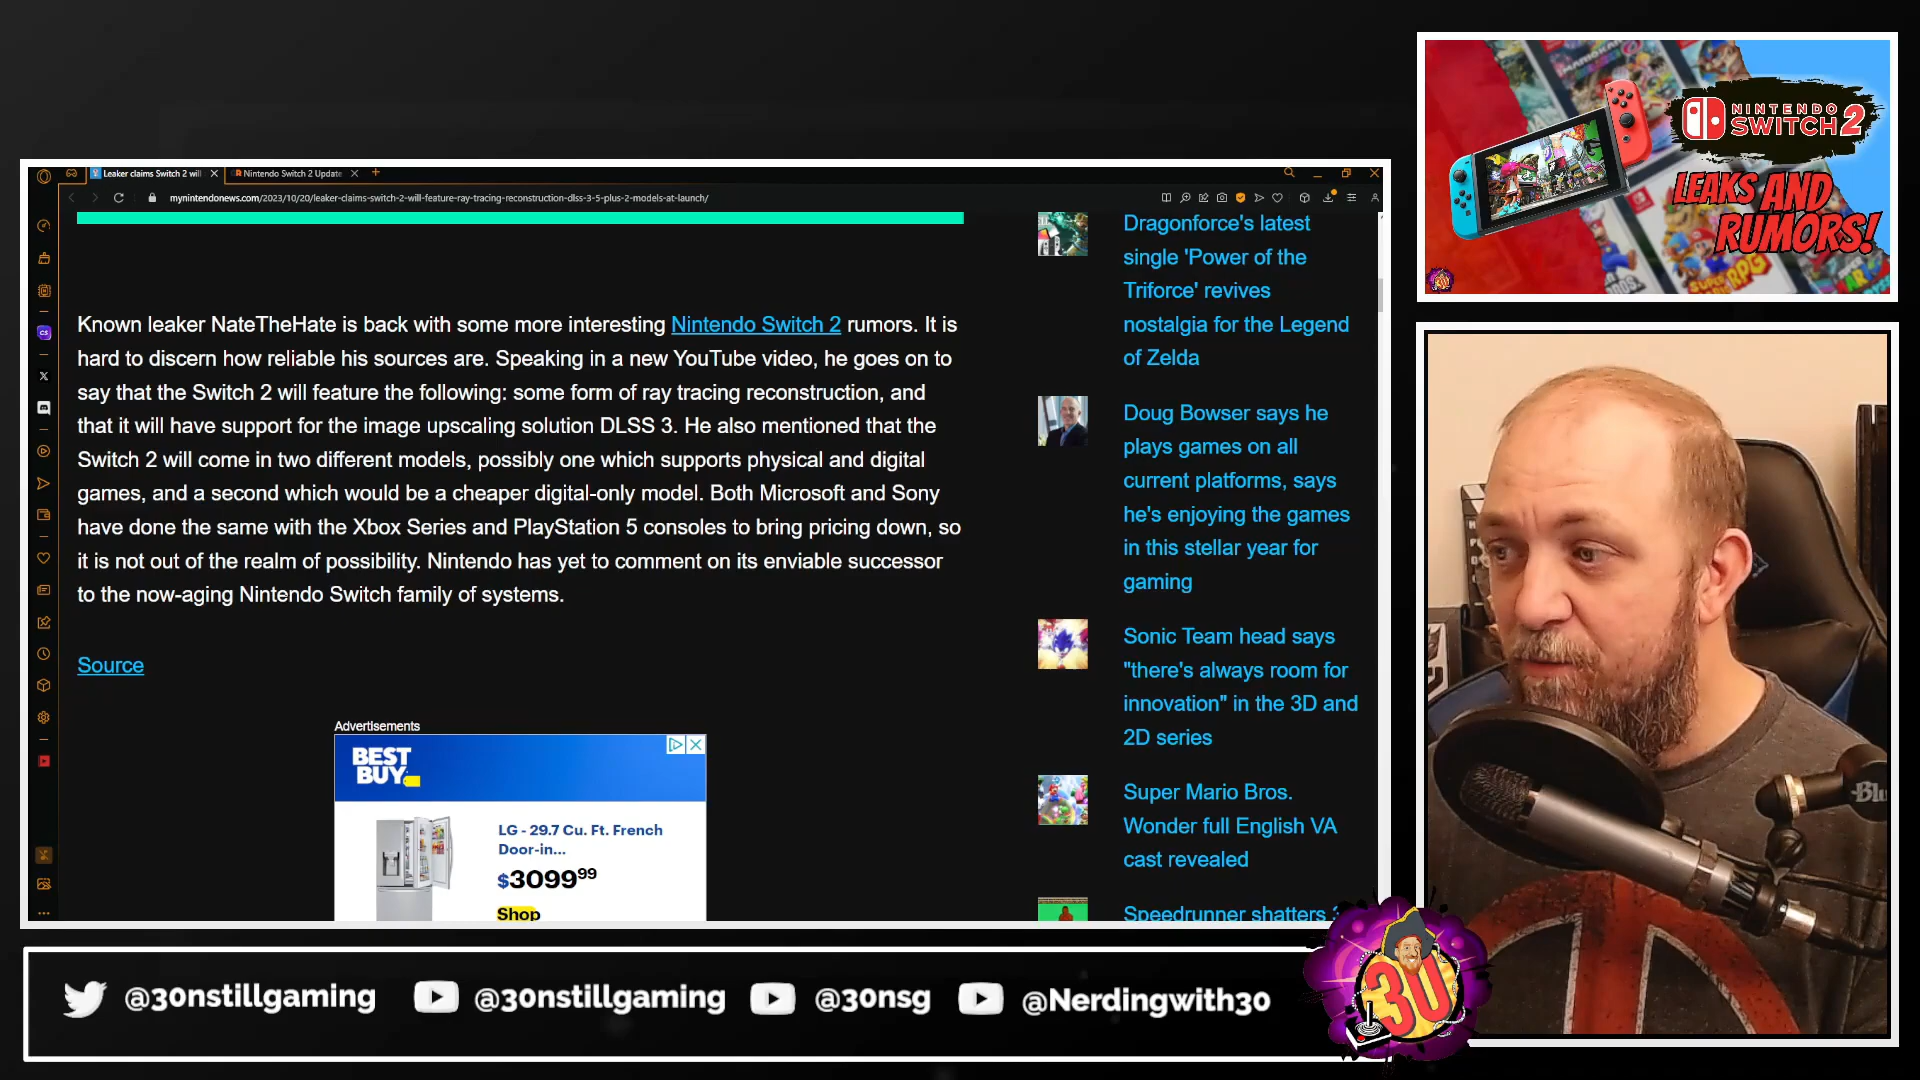 NINTENDO
SWITCH 2
LEAKS AND
RUMORS!
Leaker claims Switch 2 will
Nintendo Switch 2 Update
mynintendonews.com/2023/10/20/leaker-claims-switch-2-will-feature-ray-tracing-reconstruction-dlss-3-5-plus-2-models-at-launch/
Known leaker NateTheHate is back with some more interesting Nintendo Switch 2 rumors. It is
hard to discern how reliable his sources are. Speaking in a new YouTube video, he goes on to
say that the Switch 2 will feature the following: some form of ray tracing reconstruction, and
that it will have support for the image upscaling solution DLSS 3. He also mentioned that the
Switch 2 will come in two different models, possibly one which supports physical and digital
games, and a second which would be a cheaper digital-only model. Both Microsoft and Sony
have done the same with the Xbox Series and PlayStation 5 consoles to bring pricing down, so
it is not out of the realm of possibility. Nintendo has yet to comment on its enviable successor
to the now-aging Nintendo Switch family of systems.
Source
Advertisements
BEST
BUY
LG - 29.7 Cu. Ft. French
Door-in...
$3099.99
Shop
Dragonforce's latest
single 'Power of the
Triforce' revives
nostalgia for the Legend
of Zelda
Doug Bowser says he
plays games on all
current platforms, says
he's enjoying the games
in this stellar year for
gaming
Sonic Team head says
"there's always room for
innovation" in the 3D and
2D series
Super Mario Bros.
Wonder full English VA
cast revealed
Speedrunner shatters
@30nstillgaming
@30nstillgaming
@30nsg
@Nerdingwith30
30